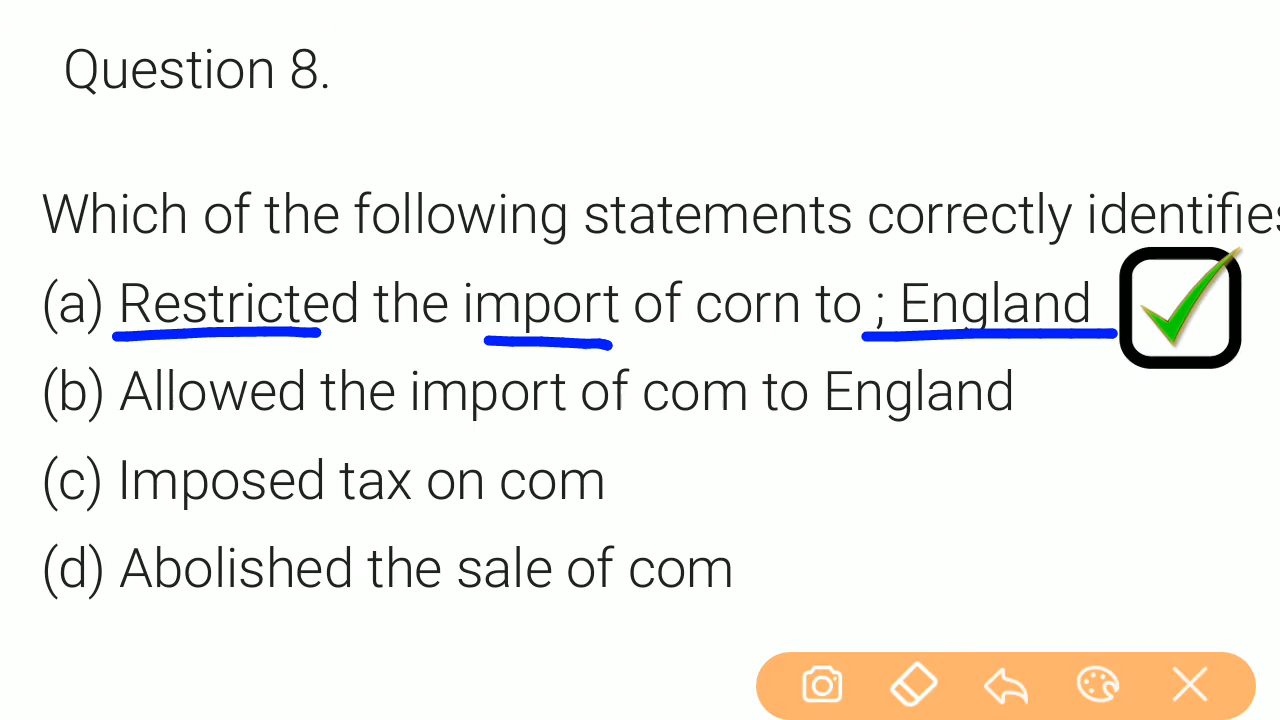 Question 8.
Which of the following statements correctly identifies
(a) Restricted the import of corn to ; England
(b) Allowed the import of com to England
(c) Imposed tax on com
(d) Abolished the sale of com